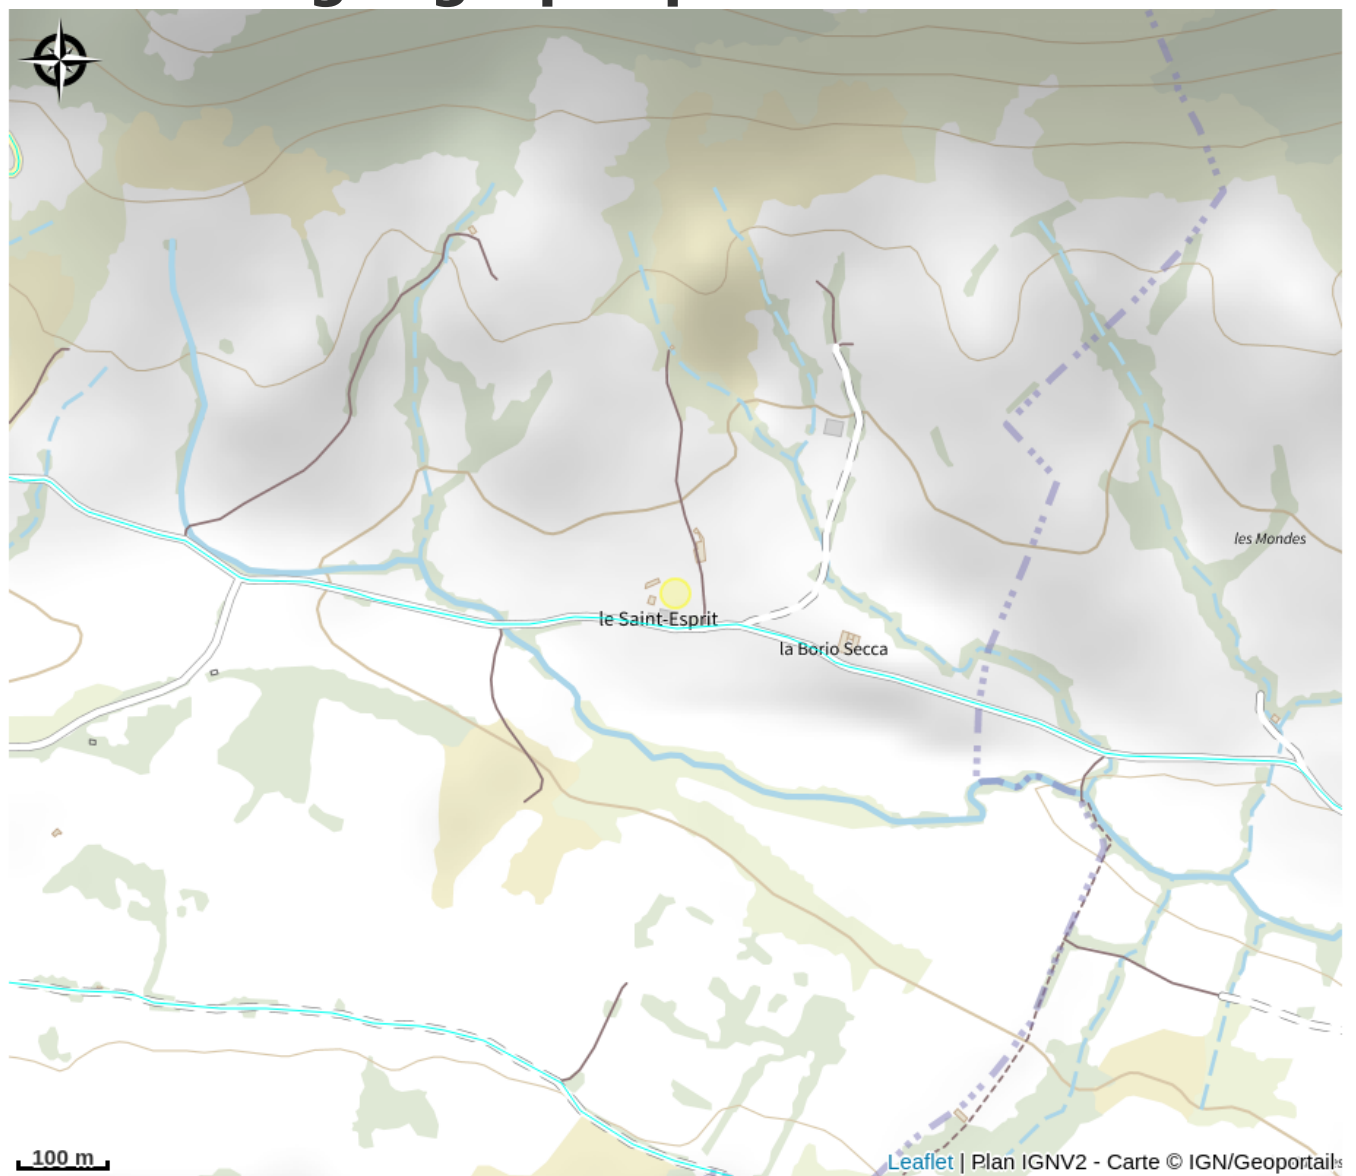 les Mondes
le Saint-Esprit
la Borio Secca
100 m
Leaflet | Plan IGNV2 - Carte © IGN/Geoportail